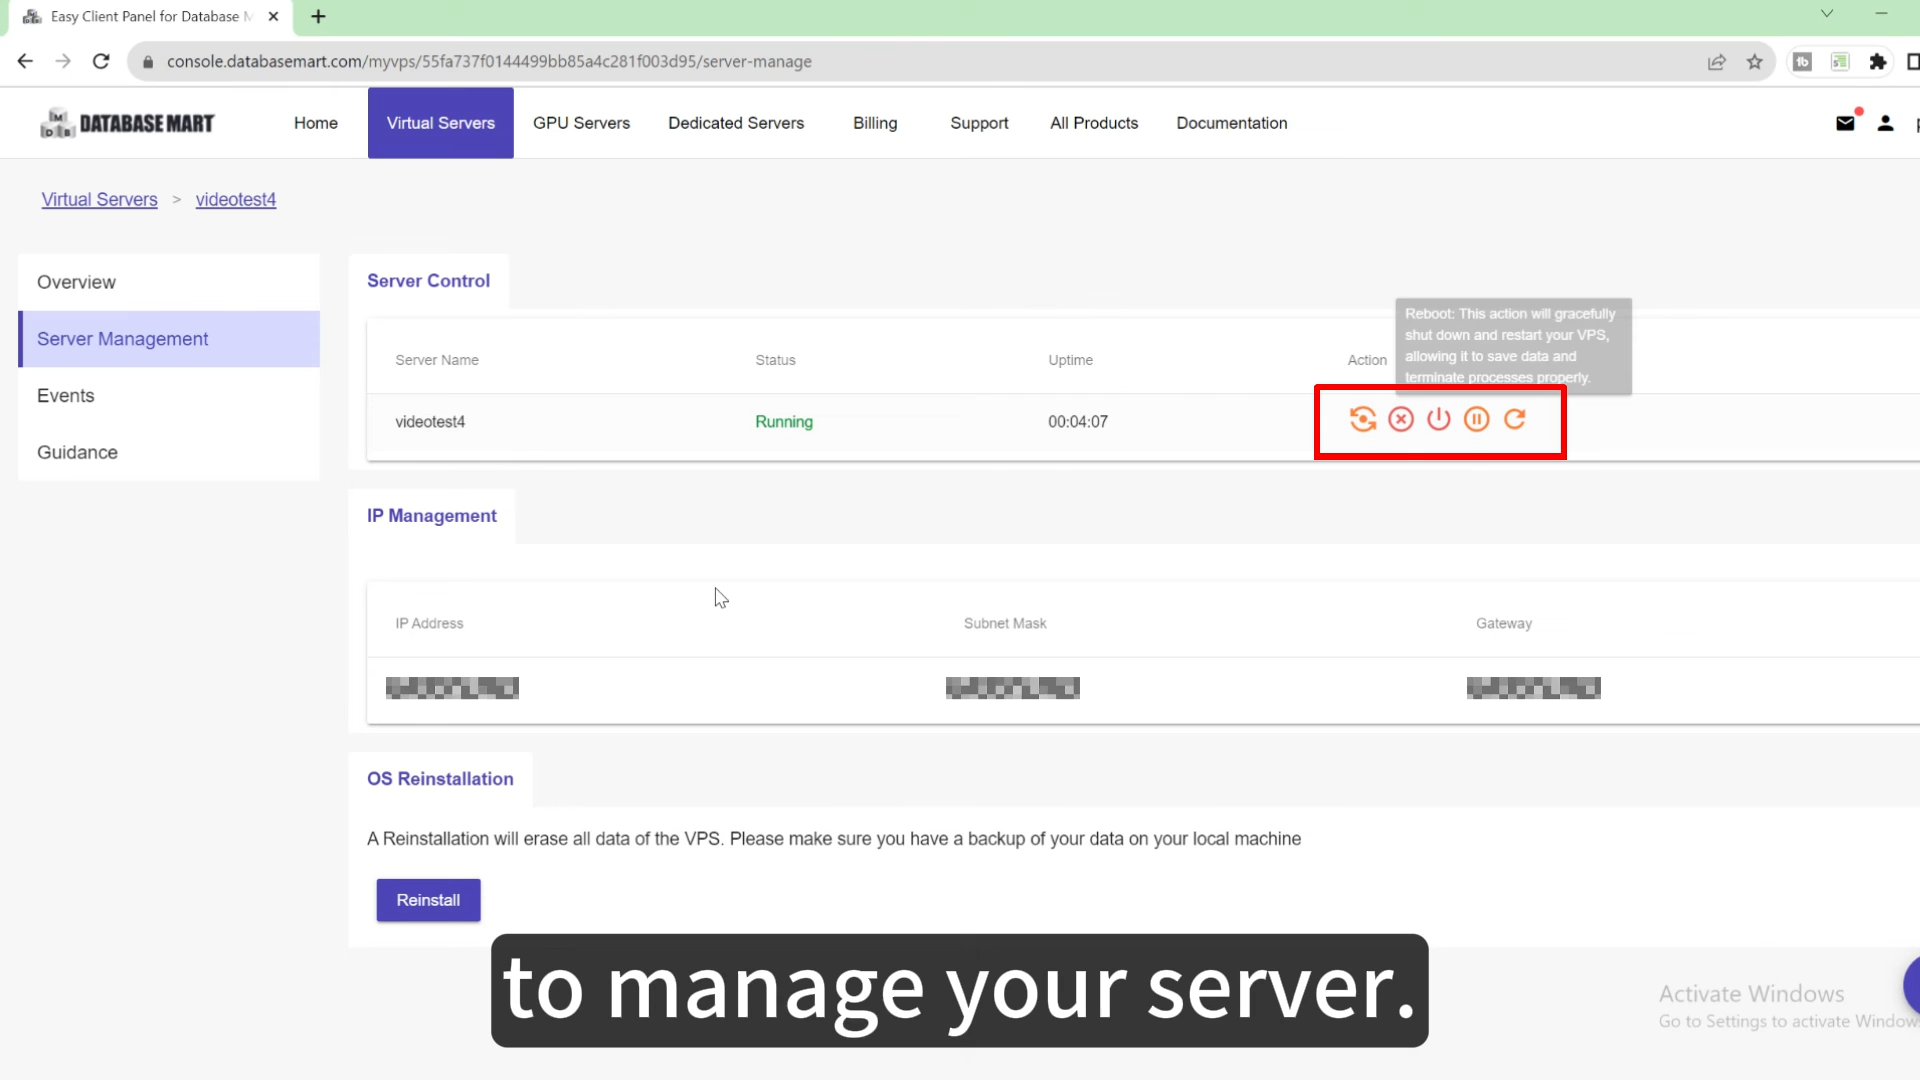 Easy Client Panel for Database M
console.databasemart.com/myvps/55fa737f0144499bb85a4c281f003d95/server-manage
DATABASE MART
Home
Virtual Servers
GPU Servers
Dedicated Servers
Billing
Support
All Products
Documentation
Virtual Servers > videotest4
Overview
Server Management
Events
Guidance
Server Control
Reboot: This action will gracefully
shut down and restart your VPS,
allowing it to save data and
terminate processes properly.
Server Name Status Uptime Action
videotest4 Running 00:04:07
IP Management
IP Address Subnet Mask Gateway
OS Reinstallation
A Reinstallation will erase all data of the VPS. Please make sure you have a backup of your data on your local machine
Reinstall
to manage your server.
Activate Windows
Go to Settings to activate Window